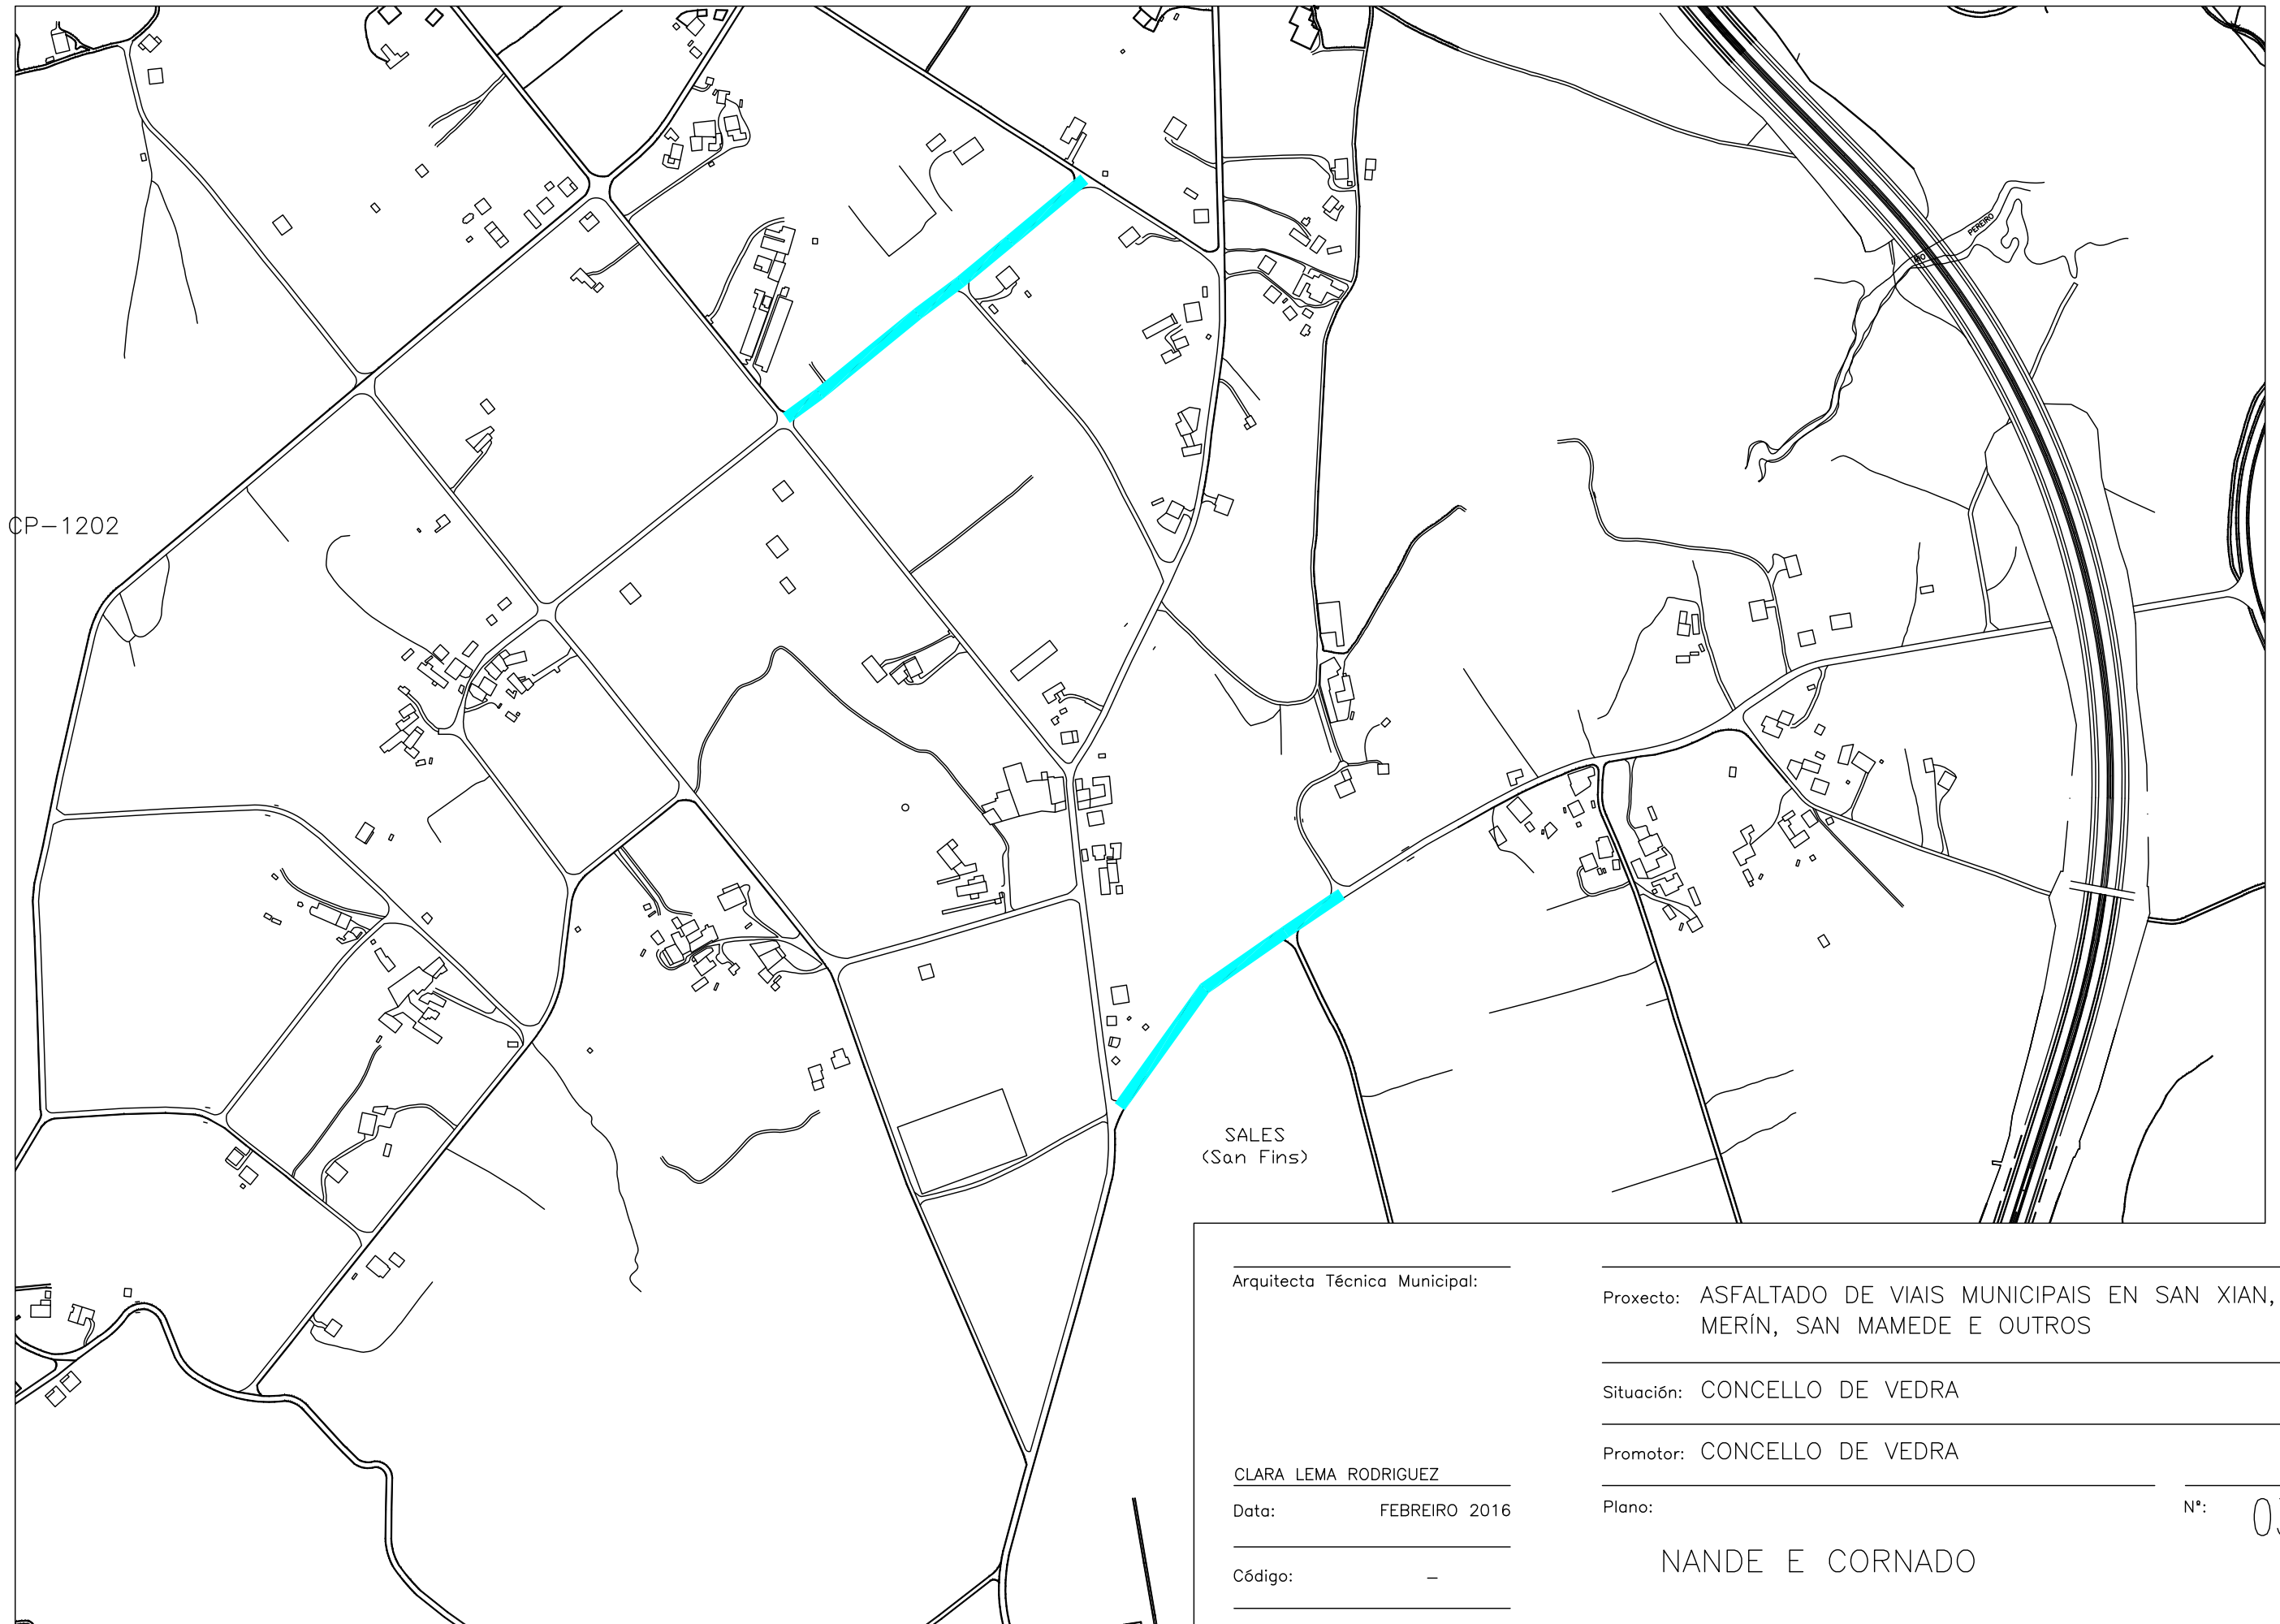 RIO PEREIRO
CP-1202
SALES
(San Fins)
Arquitecta Técnica Municipal:
CLARA LEMA RODRIGUEZ
Data: FEBREIRO 2016
Código: –
Proxecto: ASFALTADO DE VIAIS MUNICIPAIS EN SAN XIAN,
MERÍN, SAN MAMEDE E OUTROS
Situación: CONCELLO DE VEDRA
Promotor: CONCELLO DE VEDRA
Plano:
NANDE E CORNADO
Nº: